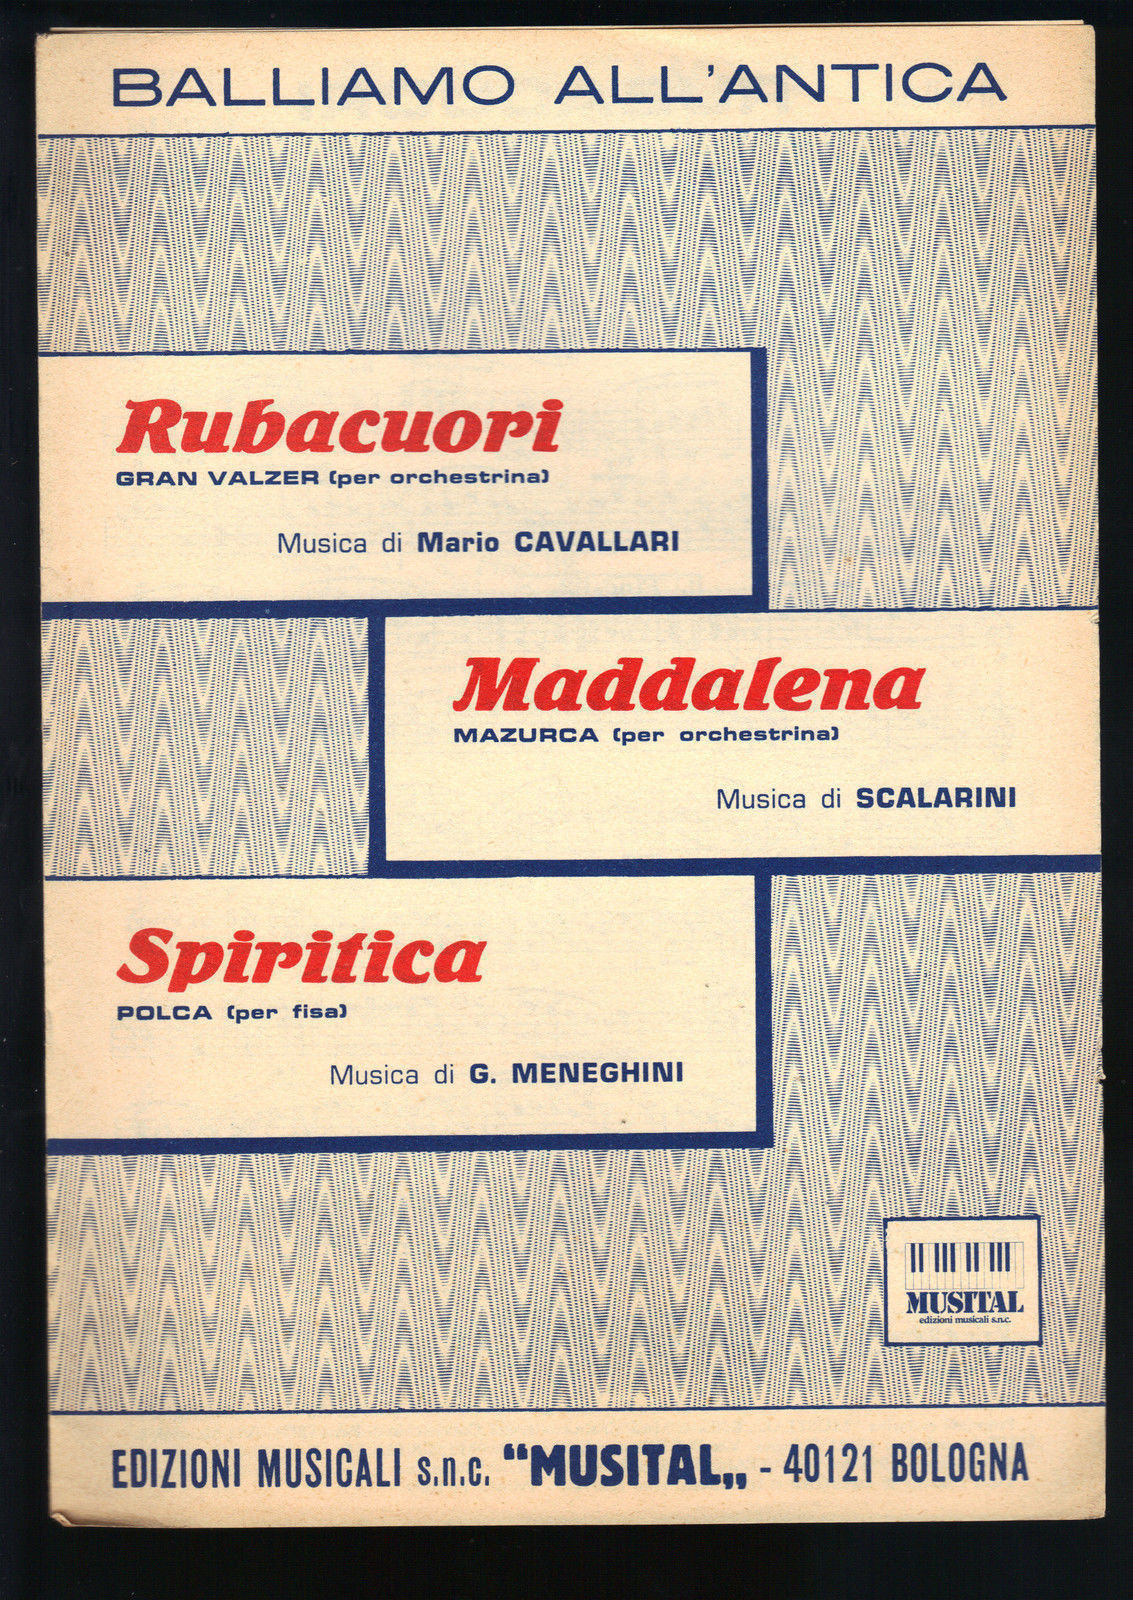 BALLIAMO ALL'ANTICA
Rubacuori
GRAN VALZER (per orchestrina)
Musica di Mario CAVALLARI
Maddalena
MAZURCA (per orchestrina)
Musica di SCALARINI
Spiritica
POLCA (per fisa)
Musica di G. MENEGHINI
MUSITAL
edizioni musicali s.n.c.
EDIZIONI MUSICALI s.n.c. “MUSITAL„ - 40121 BOLOGNA